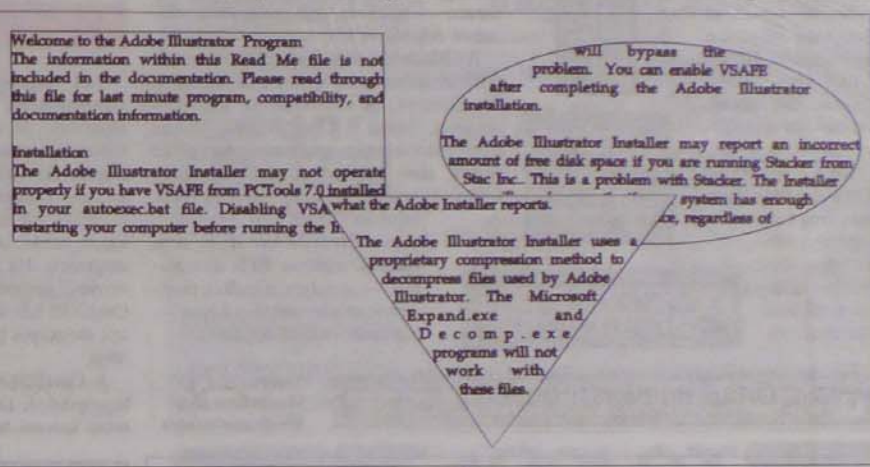 Welcome to the Adobe Illustrator Program
The information within this Read Me file is not
included in the documentation. Please read through
this file for last minute program, compatibility, and
documentation information.
Installation
The Adobe Illustrator Installer may not operate
properly if you have VSAFE from PCTools 7.0 installed
in your autoexec.bat file. Disabling VSA
restarting your computer before running the
will bypass the
problem. You can enable VSAFE
after completing the Adobe Illustrator
installation.
The Adobe Illustrator Installer may report an incorrect
amount of free disk space if you are running Stacker from
Stac Inc.. This is a problem with Stacker. The Installer
system has enough
regardless of
what the Adobe Installer reports.
The Adobe Illustrator Installer uses a
proprietary compression method to
decompress files used by Adobe
Illustrator. The Microsoft
Expand.exe and
Decomp.exe
programs will not
work with
these files.